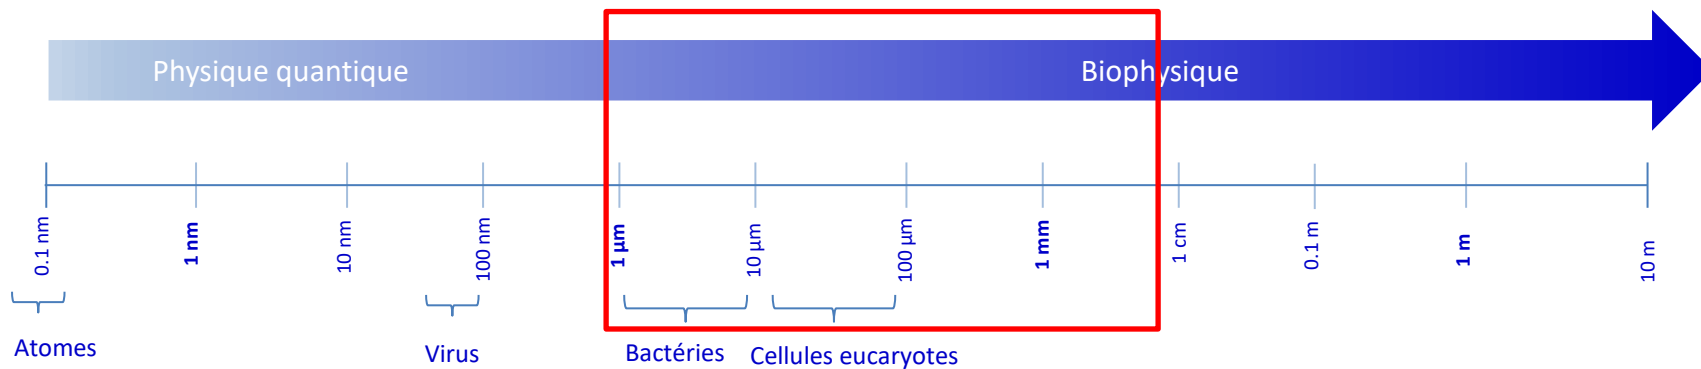 Physique quantique
Biophysique
0.1 nm
1 nm
10 nm
100 nm
1 µm
10 µm
100 µm
1 mm
1 cm
0.1 m
1 m
10 m
Atomes
Virus
Bactéries
Cellules eucaryotes